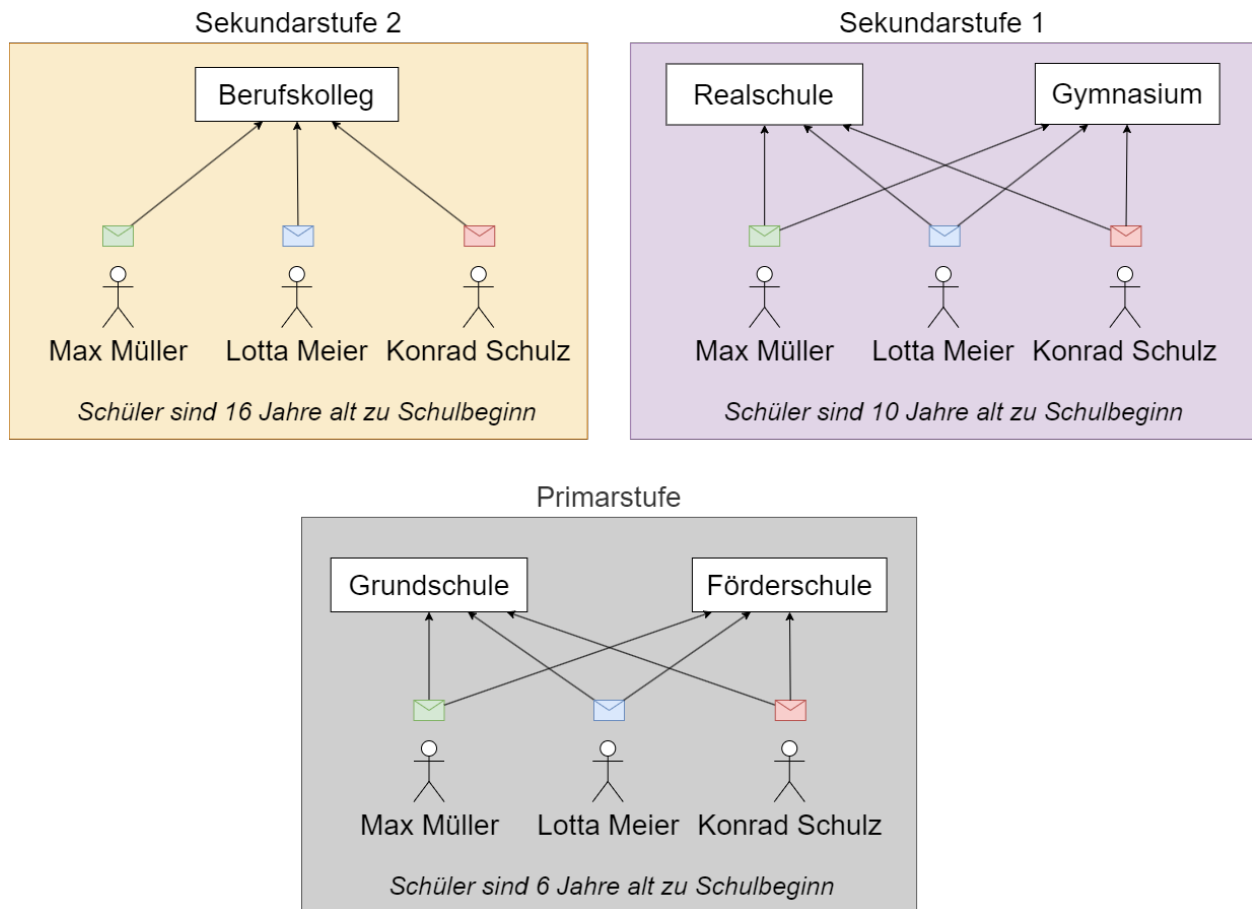 Sekundarstufe 2
Berufskolleg
Max Müller
Lotta Meier
Konrad Schulz
Schüler sind 16 Jahre alt zu Schulbeginn
Sekundarstufe 1
Realschule
Gymnasium
Max Müller
Lotta Meier
Konrad Schulz
Schüler sind 10 Jahre alt zu Schulbeginn
Primarstufe
Grundschule
Förderschule
Max Müller
Lotta Meier
Konrad Schulz
Schüler sind 6 Jahre alt zu Schulbeginn